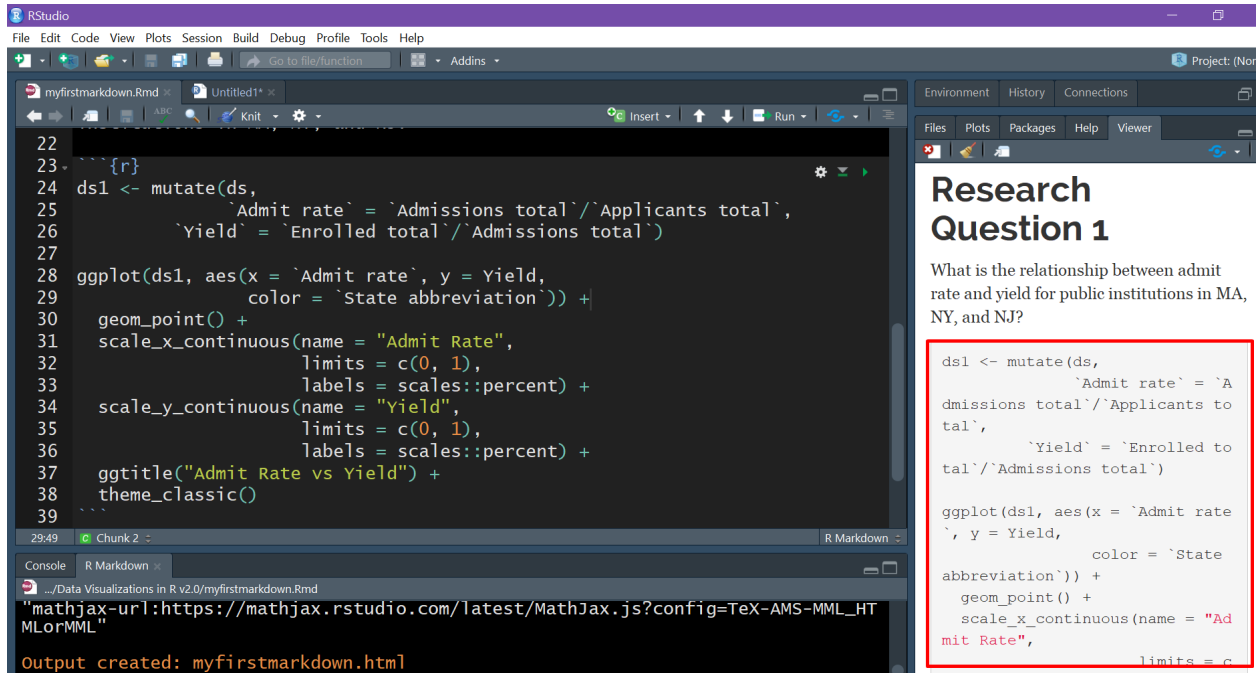 RStudio
File Edit Code View Plots Session Build Debug Profile Tools Help
Go to file/function Addins
Project: (Nor
myfirstmarkdown.Rmd Untitled1*
ABC Knit Insert Run
22
23 ```{r}
24 ds1 <- mutate(ds,
25 `Admit rate` = `Admissions total`/`Applicants total`,
26 `Yield` = `Enrolled total`/`Admissions total`)
27
28 ggplot(ds1, aes(x = `Admit rate`, y = Yield,
29 color = `State abbreviation`)) +
30 geom_point() +
31 scale_x_continuous(name = "Admit Rate",
32 limits = c(0, 1),
33 labels = scales::percent) +
34 scale_y_continuous(name = "Yield",
35 limits = c(0, 1),
36 labels = scales::percent) +
37 ggtitle("Admit Rate vs Yield") +
38 theme_classic()
39 ```
29:49 C Chunk 2 R Markdown
Console R Markdown
.../Data Visualizations in R v2.0/myfirstmarkdown.Rmd
"mathjax-url:https://mathjax.rstudio.com/latest/MathJax.js?config=TeX-AMS-MML_HT
MLorMML"
Output created: myfirstmarkdown.html
Environment History Connections
Files Plots Packages Help Viewer
Research
Question 1
What is the relationship between admit
rate and yield for public institutions in MA,
NY, and NJ?
ds1 <- mutate(ds,
`Admit rate` = `A
dmissions total`/`Applicants to
tal`,
`Yield` = `Enrolled to
tal`/`Admissions total`)
ggplot(ds1, aes(x = `Admit rate
`, y = Yield,
color = `State
abbreviation`)) +
geom_point() +
scale_x_continuous(name = "Ad
mit Rate",
limits = c